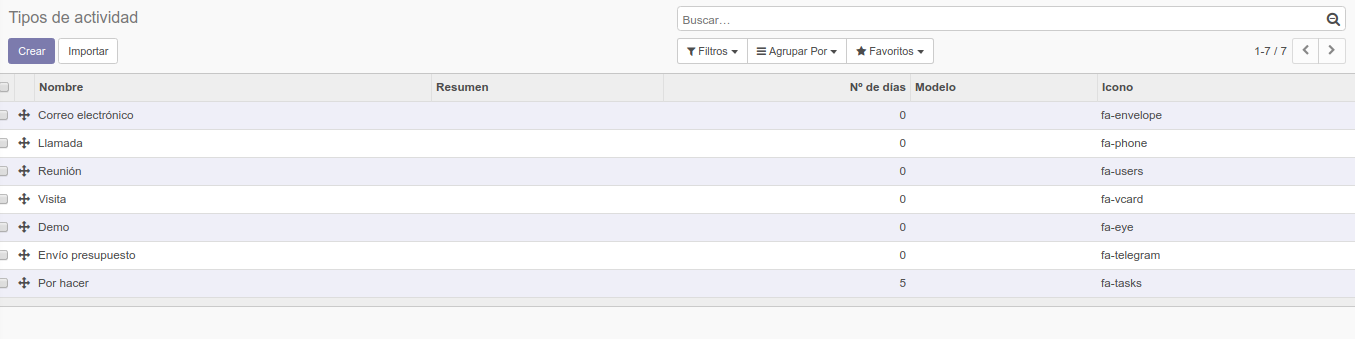 Tipos de actividad
Buscar...
Crear Importar
Filtros Agrupar Por Favoritos 1-7 / 7
Nombre Resumen Nº de días Modelo Icono
Correo electrónico 0 fa-envelope
Llamada 0 fa-phone
Reunión 0 fa-users
Visita 0 fa-vcard
Demo 0 fa-eye
Envío presupuesto 0 fa-telegram
Por hacer 5 fa-tasks